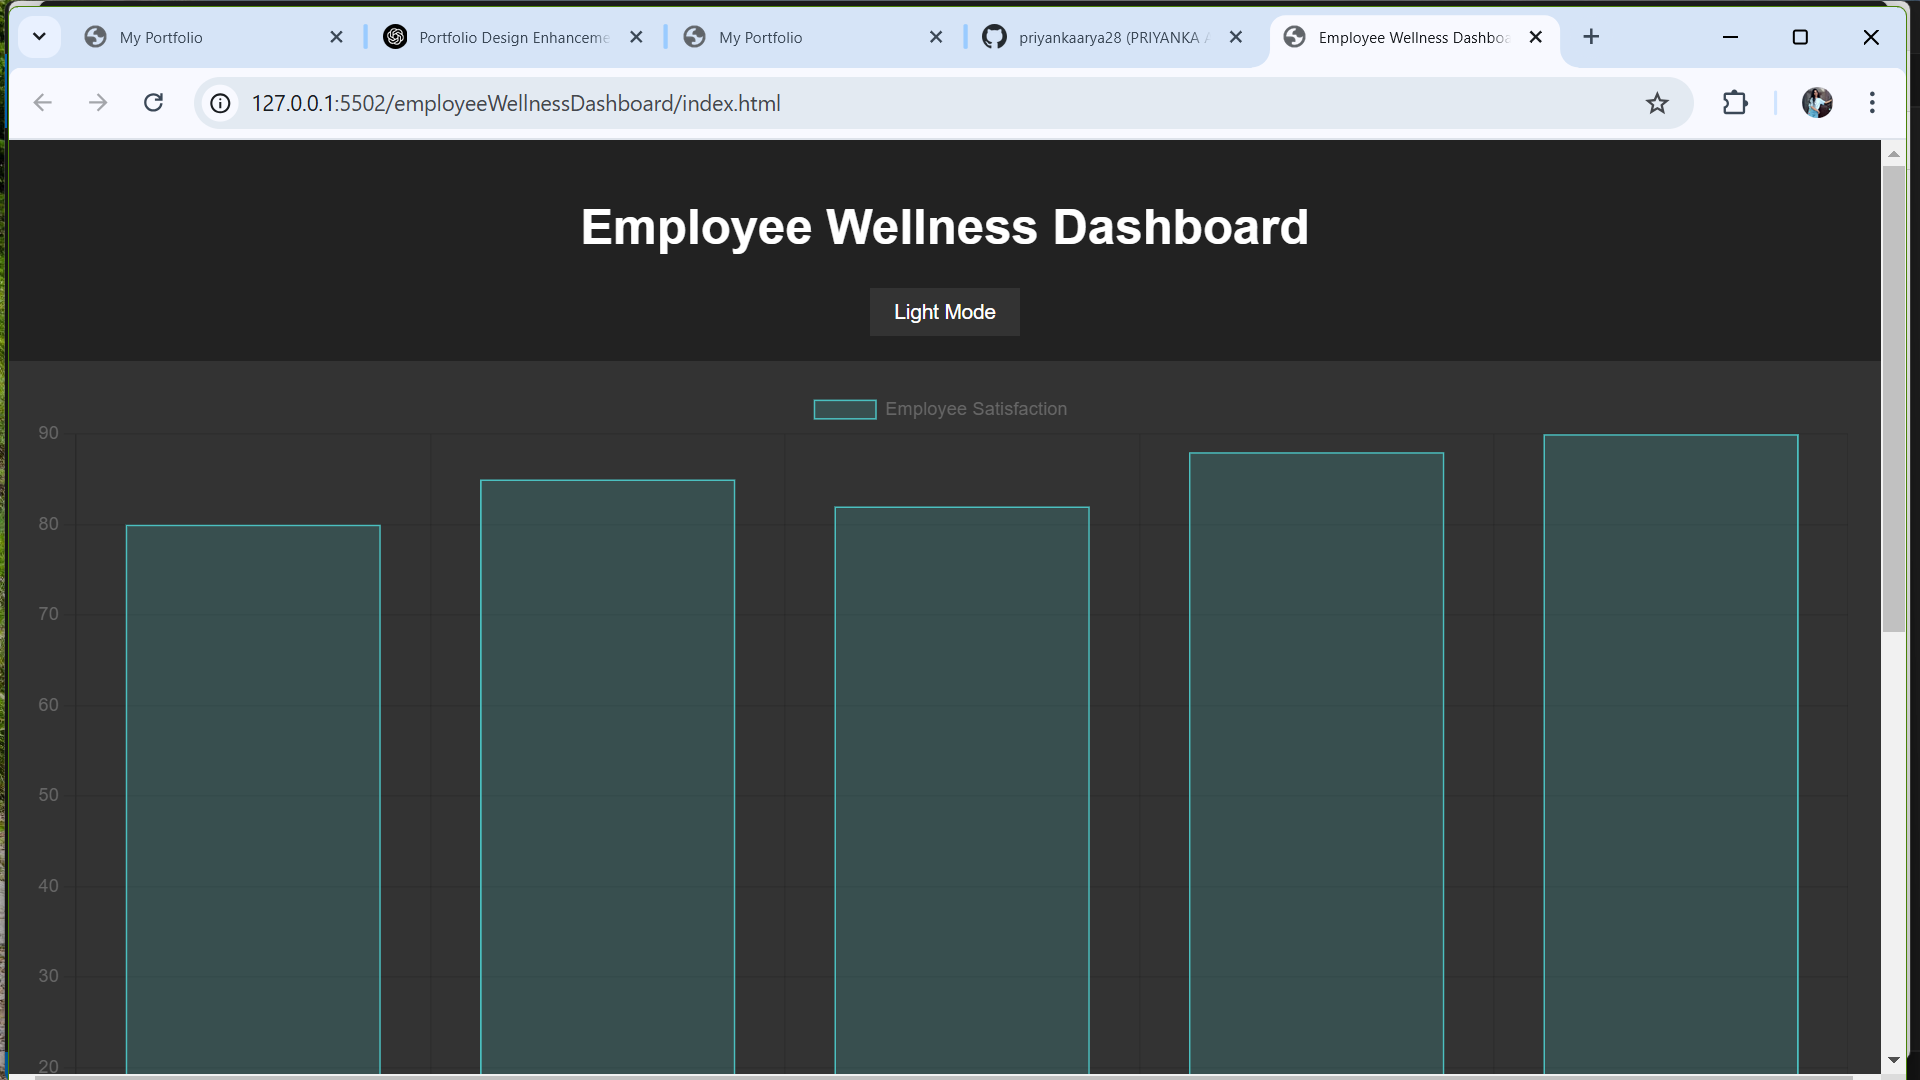 My Portfolio
Portfolio Design Enhanceme
My Portfolio
priyankaarya28 (PRIYANKA A
Employee Wellness Dashboa
127.0.0.1:5502/employeeWellnessDashboard/index.html
Employee Wellness Dashboard
Light Mode
Employee Satisfaction
90
80
70
60
50
40
30
20